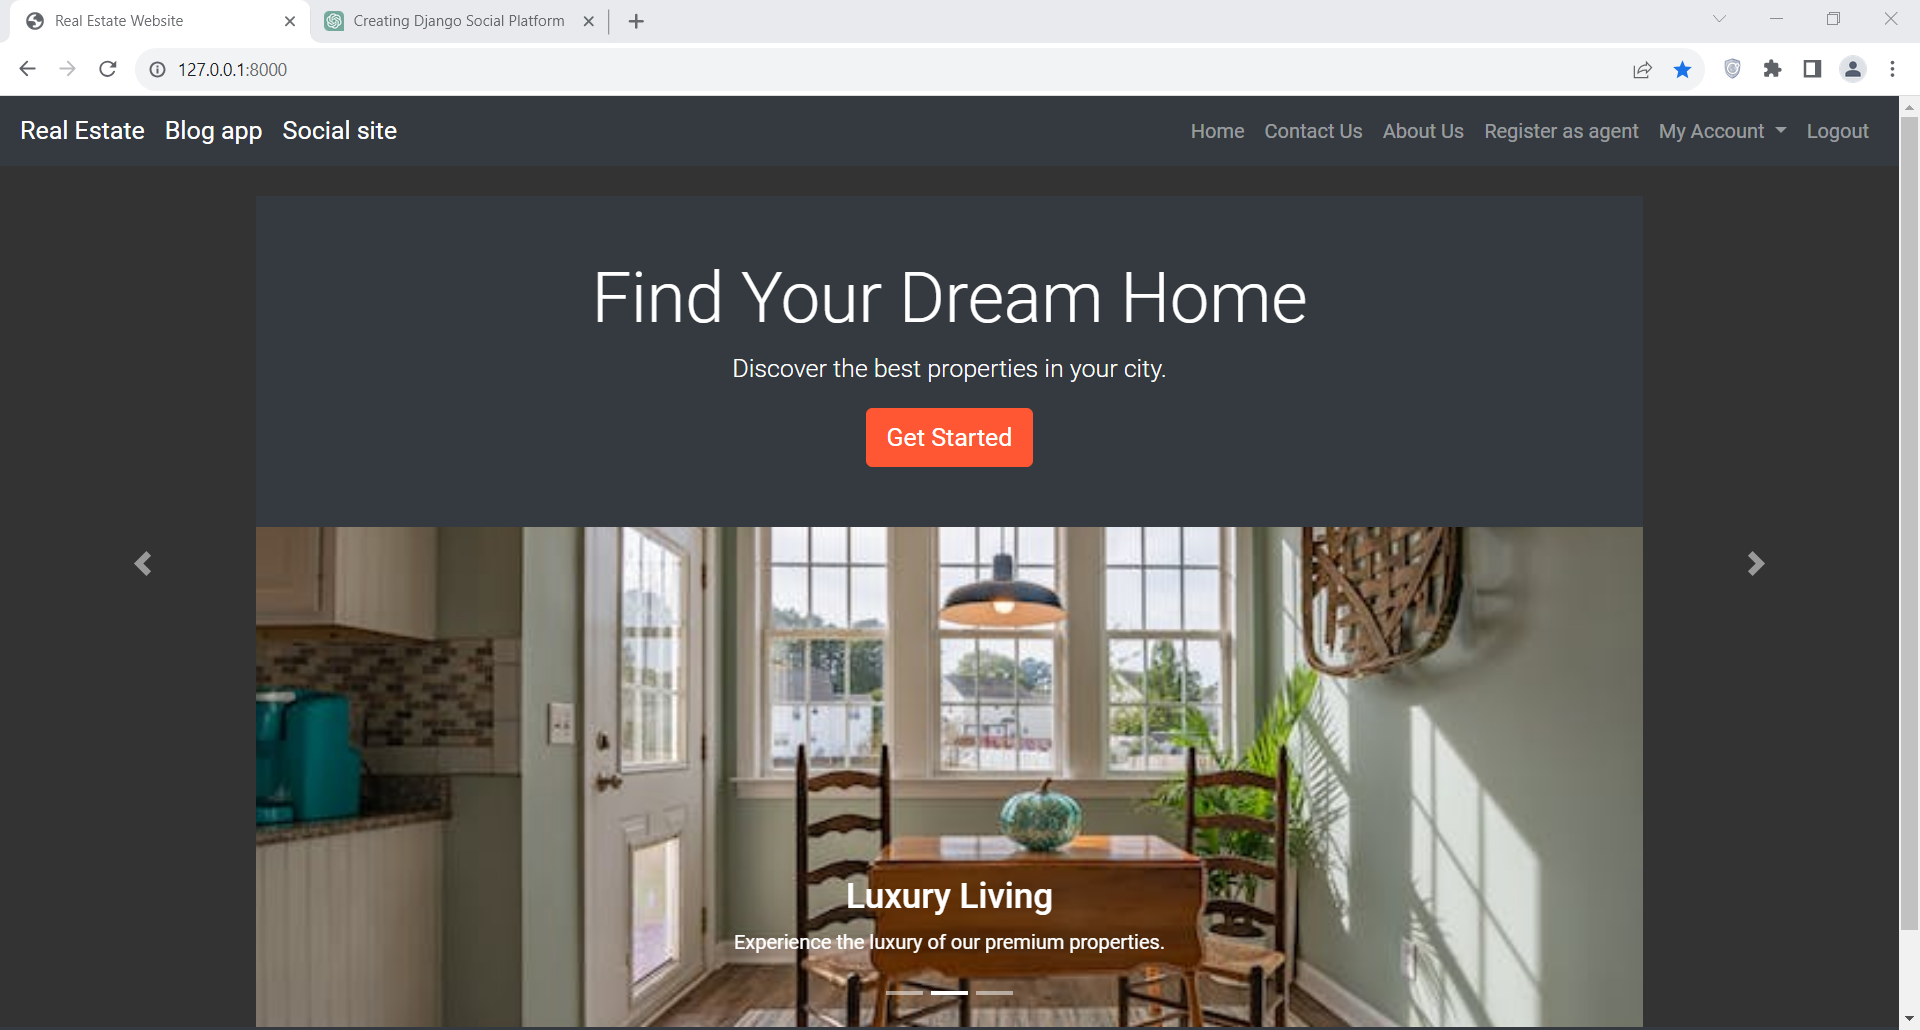 Real Estate Website
Creating Django Social Platform
127.0.0.1:8000
Real Estate Blog app Social site Home Contact Us About Us Register as agent My Account Logout
Find Your Dream Home
Discover the best properties in your city.
Get Started
Luxury Living
Experience the luxury of our premium properties.